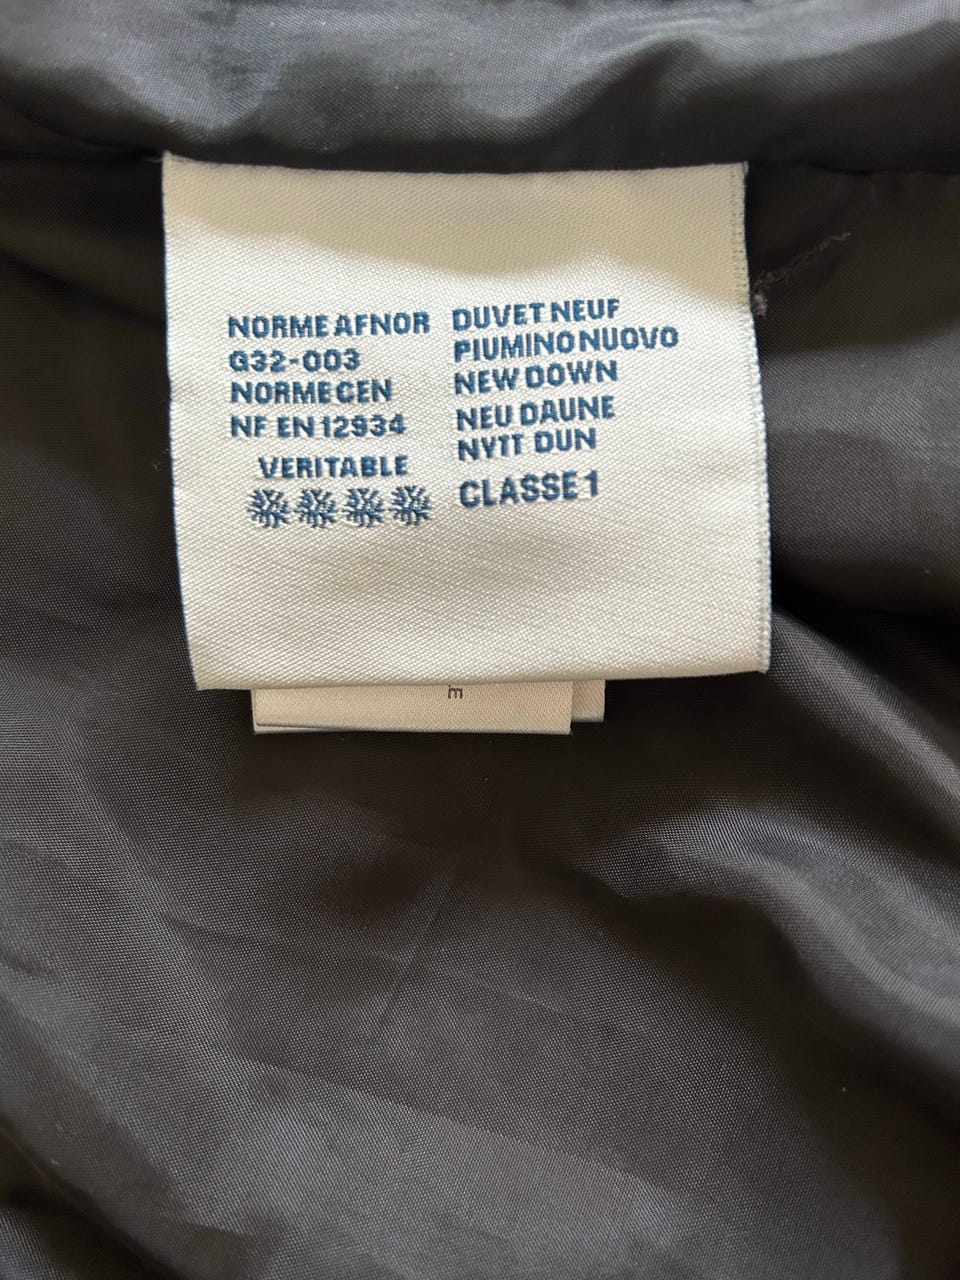 NORME AFNOR
G32-003
NORME CEN
NF EN 12934
VERITABLE
DUVET NEUF
PIUMINO NUOVO
NEW DOWN
NEU DAUNE
NYTT DUN
CLASSE 1